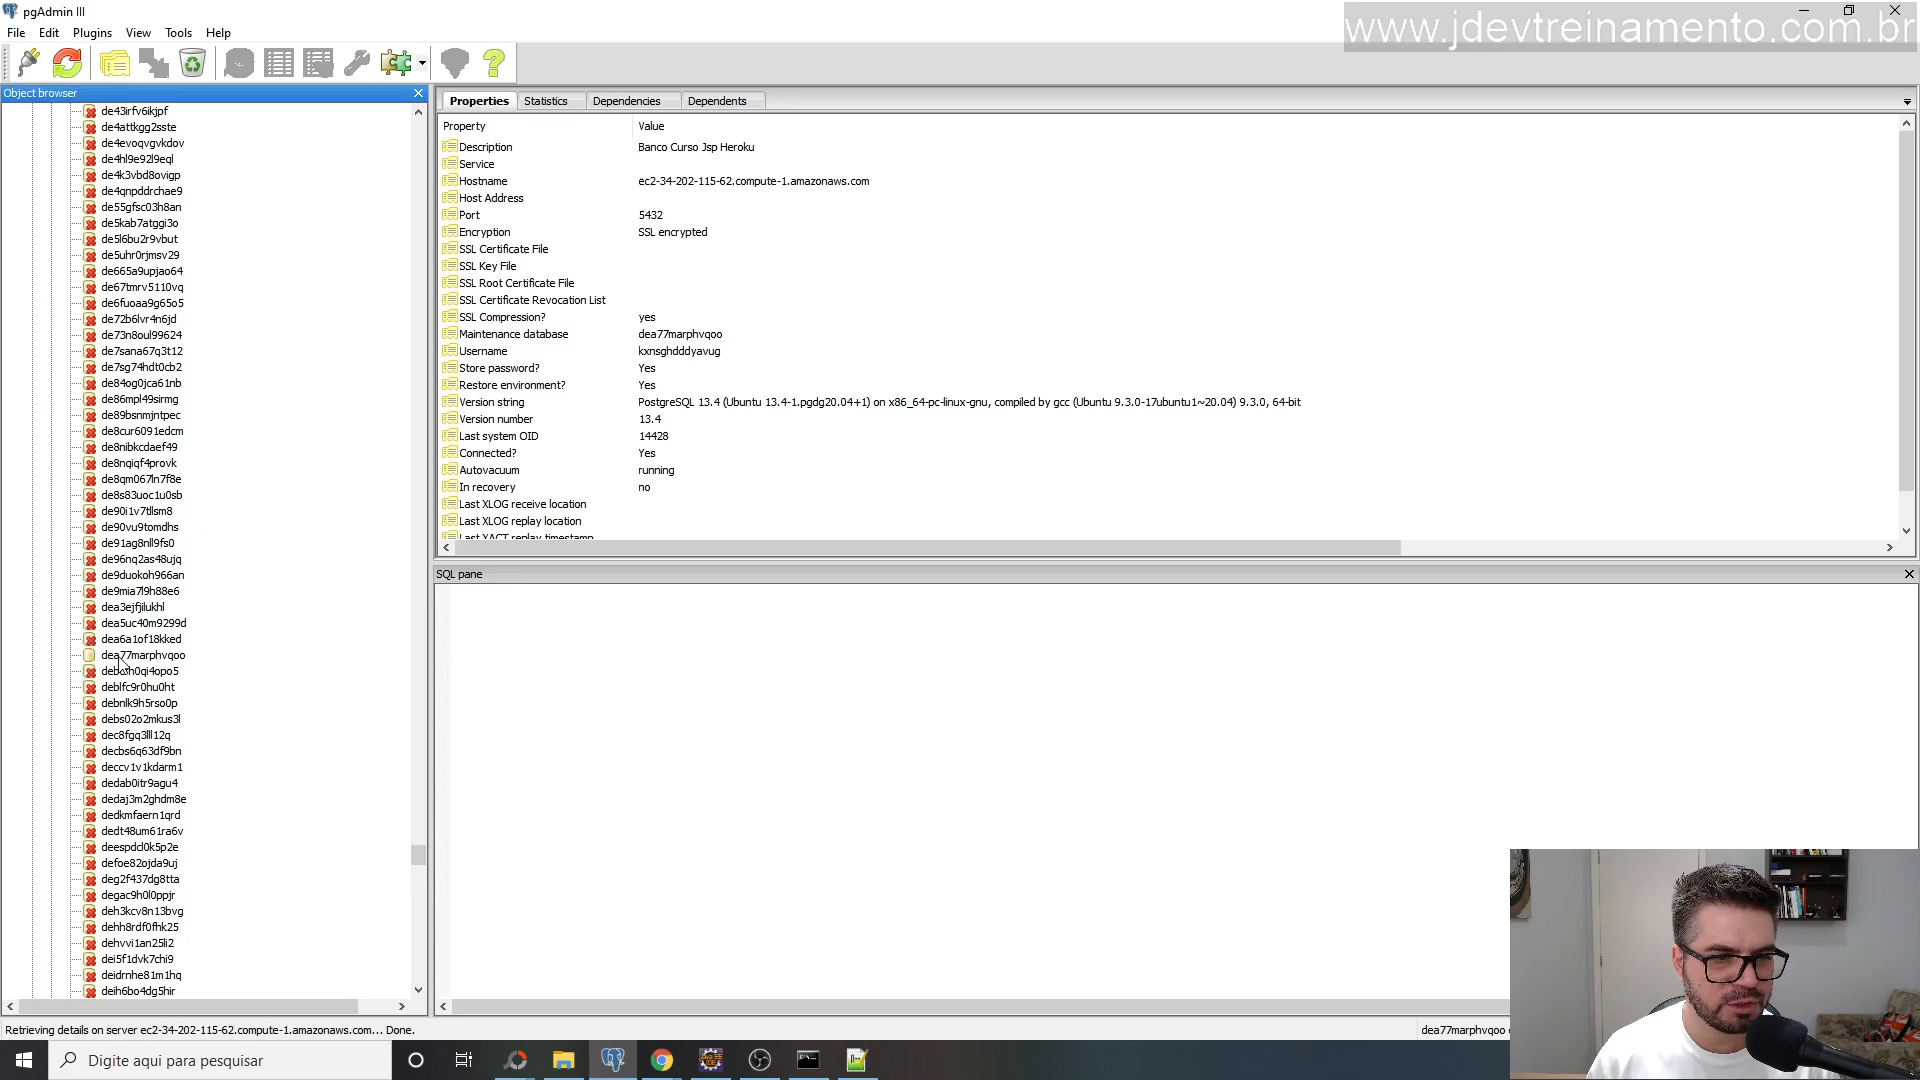 pgAdmin III
www.jdevtreinamento.com.br
File Edit Plugins View Tools Help
Object browser
de43irfv6ikjpf
de4attkgg2sste
de4evoqvgvkdov
de4hl9e92l9eql
de4k3vbd8ovigp
de4qnpddrchae9
de55gfsc03h8an
de5kab7atggi3o
de5l6bu2r9vbut
de5uhr0rjmsv29
de665a9upjao64
de67tmrv5110vq
de6fuoaa9g65o5
de72b6lvr4n6jd
de73n8oul99624
de7sana67q3t12
de7sg74hdt0cb2
de84og0jca61nb
de86mpl49sirmg
de89bsnmjntpec
de8cur6091edcm
de8nibkcdaef49
de8nqiqf4provk
de8qm067ln7f8e
de8s83uoc1u0sb
de90i1v7tllsm8
de90vu9tomdhs
de91ag8nll9fs0
de96nq2as48ujq
de9duokoh966an
de9mia7l9h88e6
dea3ejfjilukhl
dea5uc40m9299d
dea6a1of18kked
dea77marphvqoo
deblfc9r0hu0ht
debnlk9h5rso0p
debs02o2mkus3l
dec8fgq3lll12q
decbs6q63df9bn
deccv1v1kdarm1
dedab0itr9agu4
dedaj3m2ghdm8e
dedkmfaern1qrd
dedt48um61ra6v
deespdcl0k5p2e
defoe82ojda9uj
deg2f437dg8tta
degac9h0l0ppjr
deh3kcv8n13bvg
dehh8rdf0fhk25
dehvvi1an25li2
dei5f1dvk7chi9
deidrnhe81m1hq
deih6bo4dg5hir
Properties Statistics Dependencies Dependents
Property Value
Description Banco Curso Jsp Heroku
Service
Hostname ec2-34-202-115-62.compute-1.amazonaws.com
Host Address
Port 5432
Encryption SSL encrypted
SSL Certificate File
SSL Key File
SSL Root Certificate File
SSL Certificate Revocation List
SSL Compression? yes
Maintenance database dea77marphvqoo
Username kxnsghdddyavug
Store password? Yes
Restore environment? Yes
Version string PostgreSQL 13.4 (Ubuntu 13.4-1.pgdg20.04+1) on x86_64-pc-linux-gnu, compiled by gcc (Ubuntu 9.3.0-17ubuntu1~20.04) 9.3.0, 64-bit
Version number 13.4
Last system OID 14428
Connected? Yes
Autovacuum running
In recovery no
Last XLOG receive location
Last XLOG replay location
Last XACT replay timestamp
SQL pane
Retrieving details on server ec2-34-202-115-62.compute-1.amazonaws.com... Done.
dea77marphvqoo
Digite aqui para pesquisar